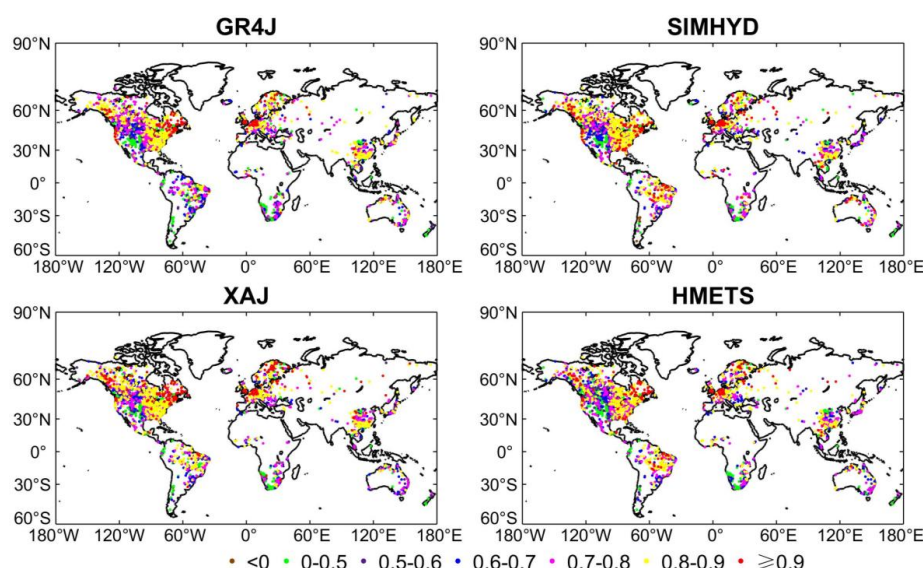 GR4J SIMHYD
90°N 90°N
60°N 60°N
30°N 30°N
0° 0°
30°S 30°S
60°S 60°S
180°W 120°W 60°W 0° 60°E 120°E 180°E 180°W 120°W 60°W 0° 60°E 120°E 180°E
XAJ HMETS
90°N 90°N
60°N 60°N
30°N 30°N
0° 0°
30°S 30°S
60°S 60°S
180°W 120°W 60°W 0° 60°E 120°E 180°E 180°W 120°W 60°W 0° 60°E 120°E 180°E
<0 0-0.5 0.5-0.6 0.6-0.7 0.7-0.8 0.8-0.9 ⩾0.9